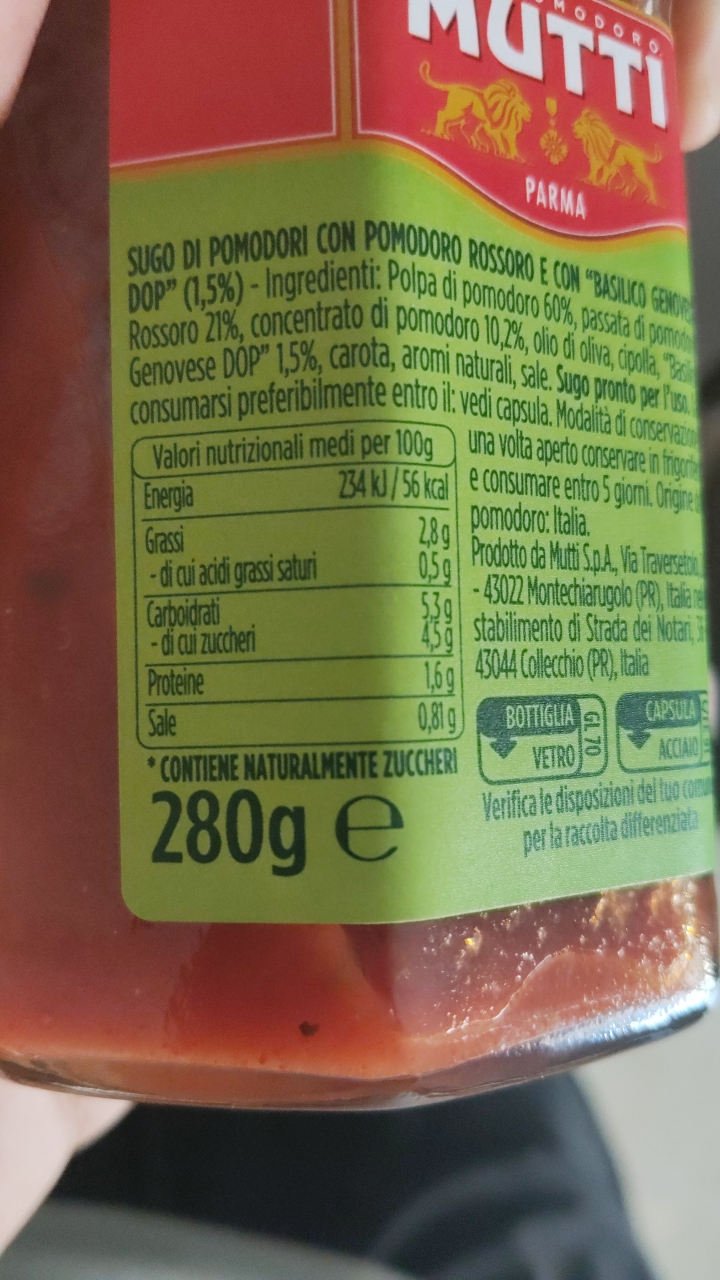 POMODORO
MUTTI
PARMA
SUGO DI POMODORI CON POMODORO ROSSORO E CON "BASILICO GENOVE
DOP" (1,5%) - Ingredienti: Polpa di pomodoro 60%, passata di pomodo
Rossoro 21%, concentrato di pomodoro 10,2%, olio di oliva, cipolla, "Basi
Genovese DOP" 1,5%, carota, aromi naturali, sale. Sugo pronto per l'uso.
consumarsi preferibilmente entro il: vedi capsula. Modalità di conservazion
una volta aperto conservare in frigorife
e consumare entro 5 giorni. Origine
pomodoro: Italia.
Prodotto da Mutti S.p.A., Via Traversetolo,
- 43022 Montechiarugolo (PR), Italia
stabilimento di Strada dei Notari,
43044 Collecchio (PR), Italia
Valori nutrizionali medi per 100g
Energia 234 kJ / 56 kcal
Grassi 2,8 g
- di cui acidi grassi saturi 0,5 g
Carboidrati 5,3 g
- di cui zuccheri 4,5 g
Proteine 1,6 g
Sale 0,81 g
* CONTIENE NATURALMENTE ZUCCHERI
280g e
BOTTIGLIA
VETRO
GL 70
CAPSULA
ACCIAIO
Verifica le disposizioni del tuo comu
per la raccolta differenziata